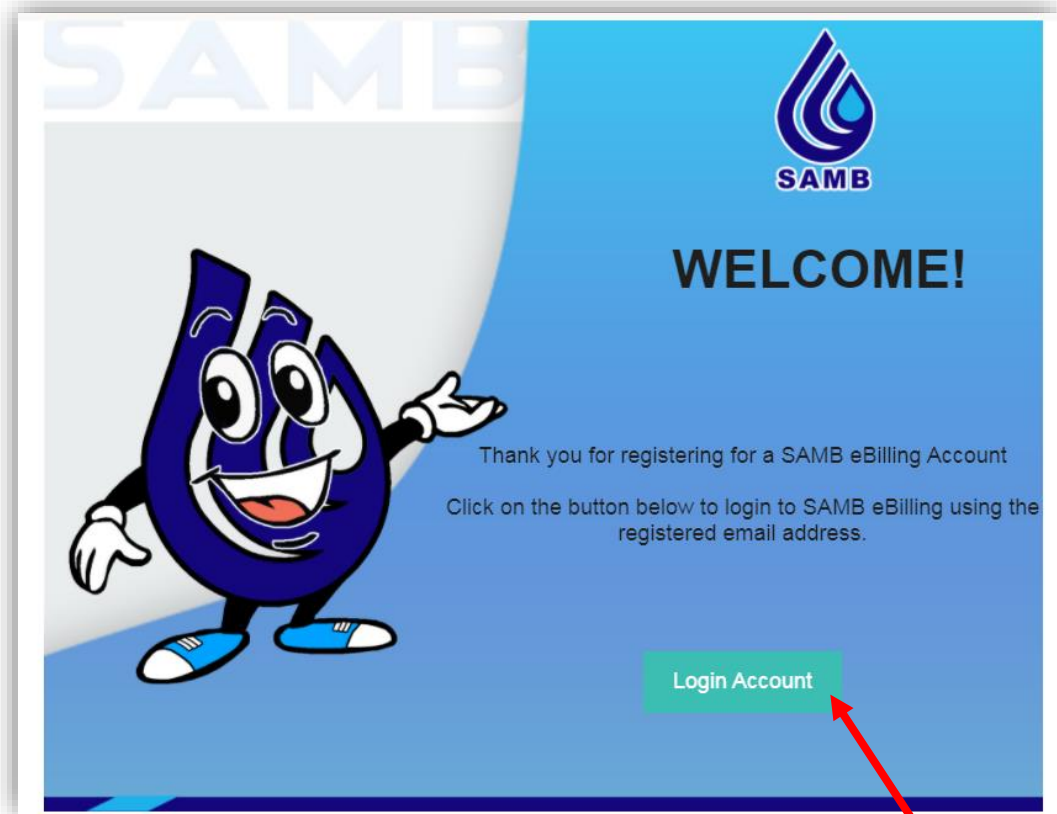 SAMB
SAMB
WELCOME!
Thank you for registering for a SAMB eBilling Account
Click on the button below to login to SAMB eBilling using the
registered email address.
Login Account